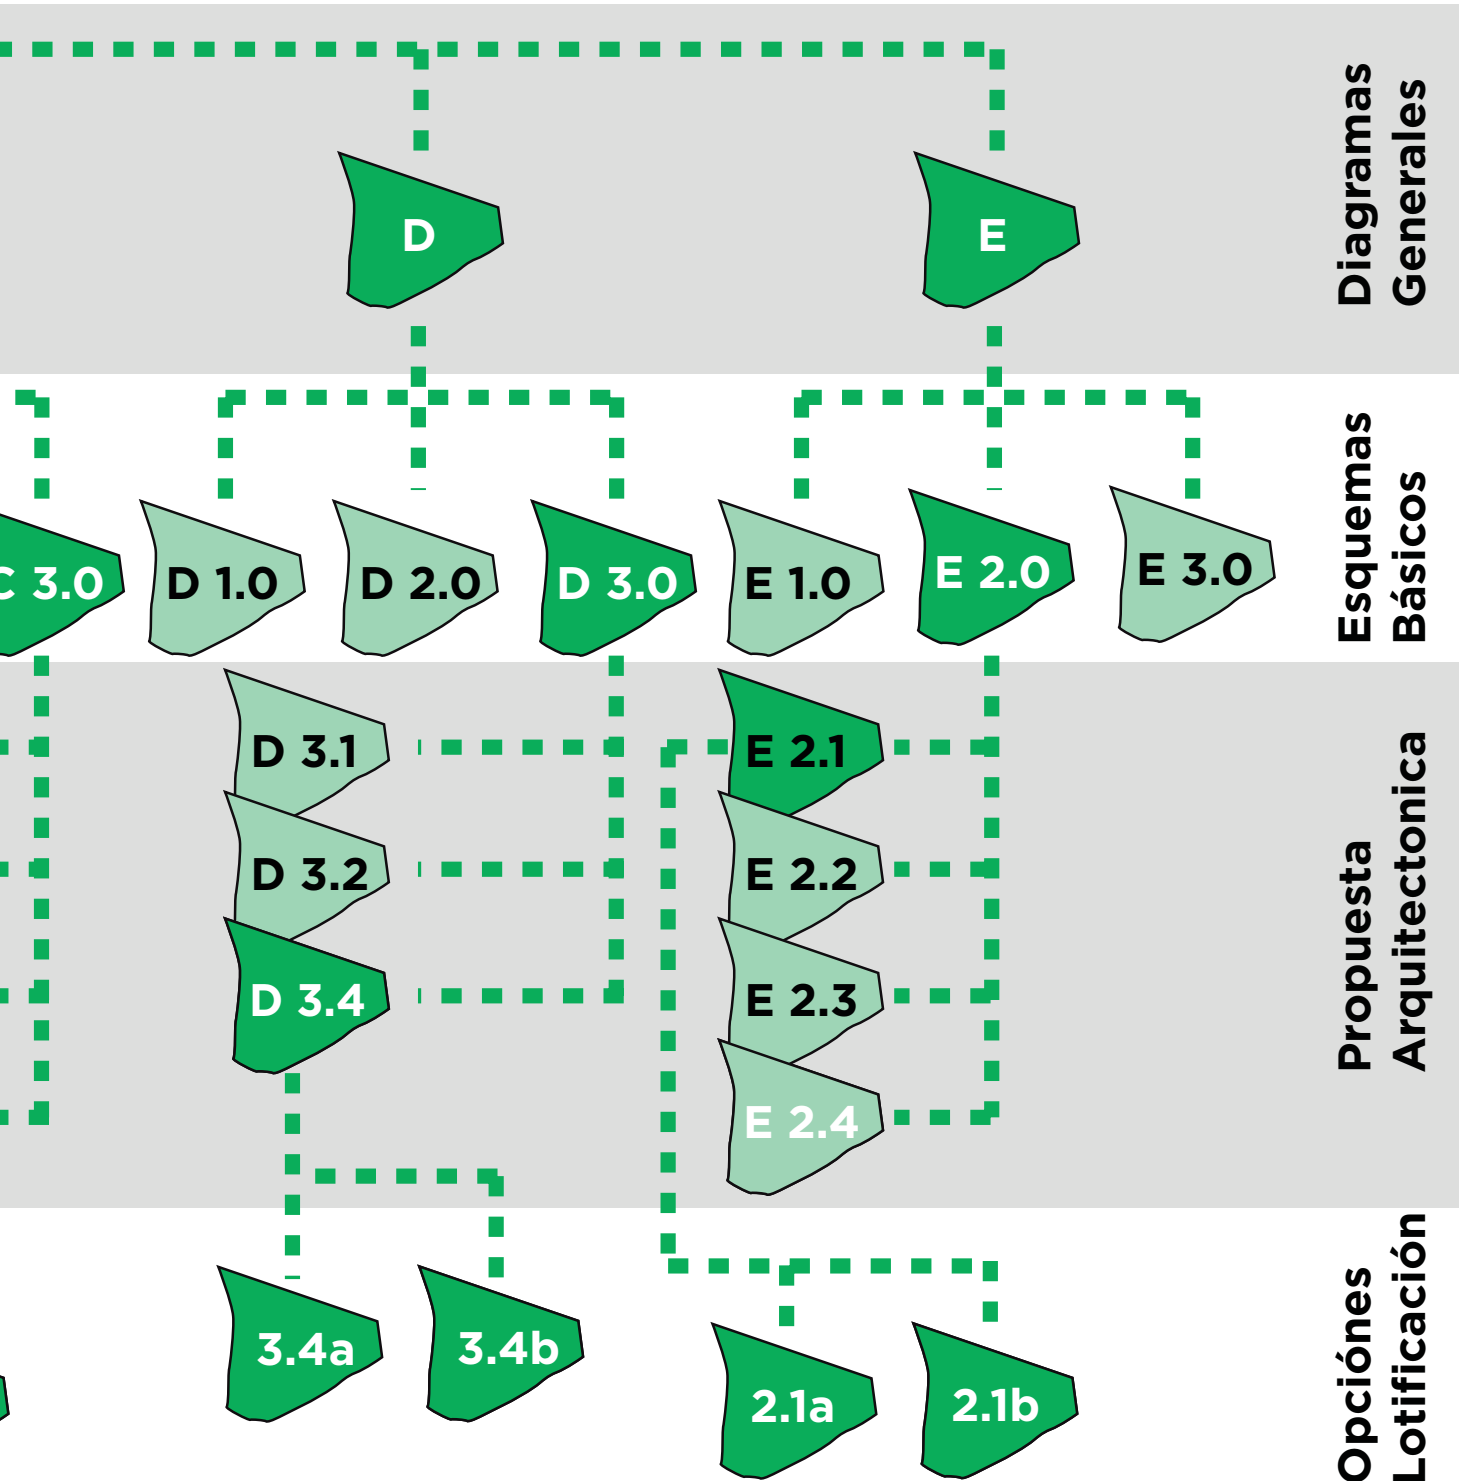 D
E
Diagramas
Generales
C 3.0
D 1.0
D 2.0
D 3.0
E 1.0
E 2.0
E 3.0
Esquemas
Básicos
D 3.1
E 2.1
D 3.2
E 2.2
D 3.4
E 2.3
E 2.4
Propuesta
Arquitectonica
3.4a
3.4b
2.1a
2.1b
Opciónes
Lotificación